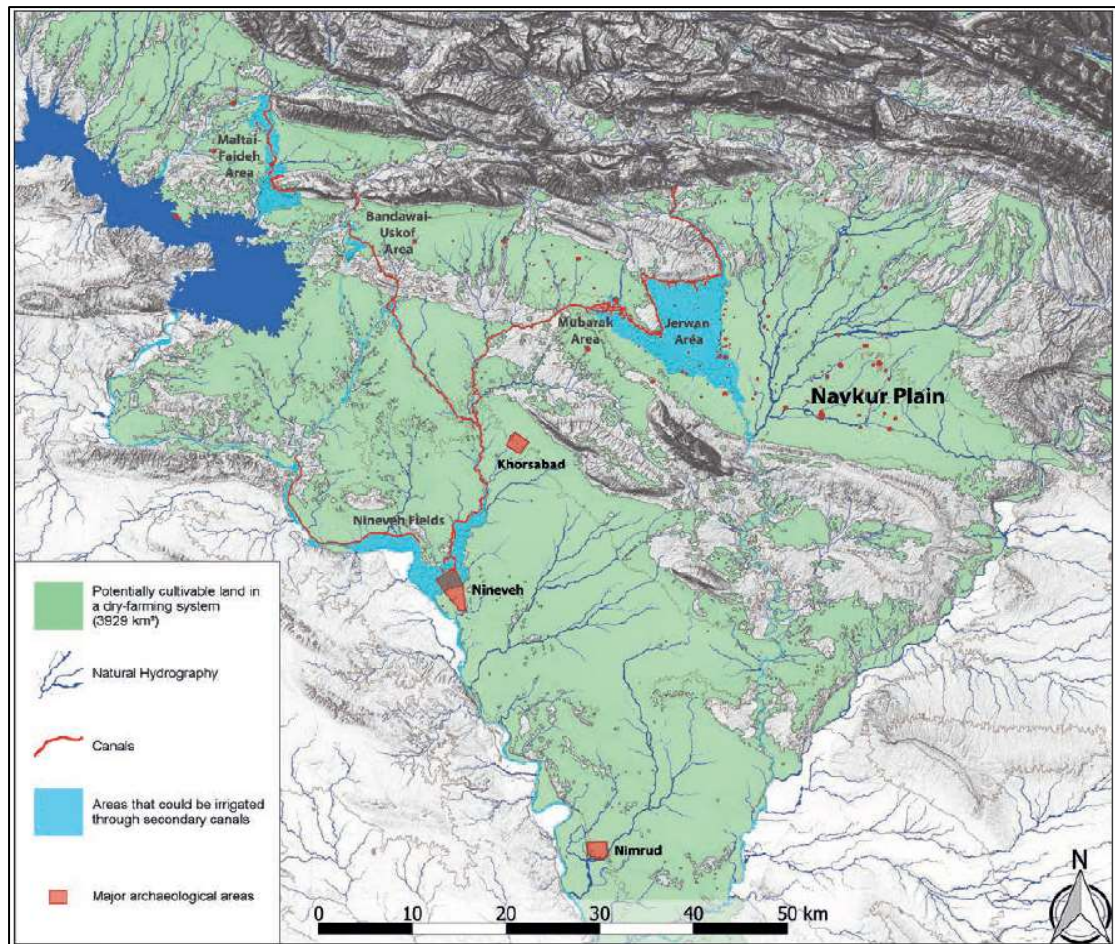 Maltai-
Faideh
Area
Bandawai-
Uskof
Area
Mubarak
Area
Jerwan
Area
Navkur Plain
Khorsabad
Nineveh Fields
Nineveh
Nimrud
Potentially cultivable land in
a dry-farming system
(3929 km²)
Natural Hydrography
Canals
Areas that could be irrigated
through secondary canals
Major archaeological areas
0 10 20 30 40 50 km
N